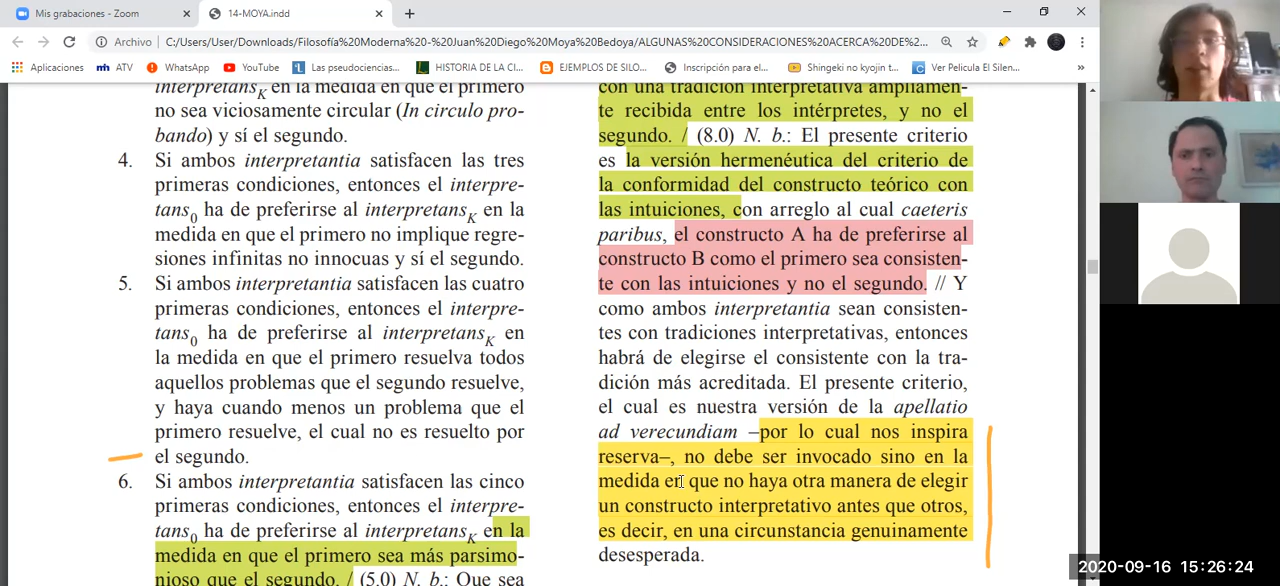 Mis grabaciones - Zoom
14-MOYA.indd
Archivo
C:/Users/User/Downloads/Filosofía%20Moderna%20-%20Juan%20Diego%20Moya%20Bedoya/ALGUNAS%20CONSIDERACIONES%20ACERCA%20DE%...
Aplicaciones
mh ATV
WhatsApp
YouTube
Las pseudociencias...
HISTORIA DE LA CI...
EJEMPLOS DE SILO...
Inscripción para el...
Shingeki no kyojin t...
Ver Película El Silen...
»
interpretansK en la medida en que el primero
no sea viciosamente circular (In circulo pro-
bando) y sí el segundo.
4. Si ambos interpretantia satisfacen las tres
primeras condiciones, entonces el interpre-
tans0 ha de preferirse al interpretansK en la
medida en que el primero no implique regre-
siones infinitas no innocuas y sí el segundo.
5. Si ambos interpretantia satisfacen las cuatro
primeras condiciones, entonces el interpre-
tans0 ha de preferirse al interpretansK en
la medida en que el primero resuelva todos
aquellos problemas que el segundo resuelve,
y haya cuando menos un problema que el
primero resuelve, el cual no es resuelto por
el segundo.
6. Si ambos interpretantia satisfacen las cinco
primeras condiciones, entonces el interpre-
tans0 ha de preferirse al interpretansK en la
medida en que el primero sea más parsimo-
nioso que el segundo. / (5.0) N. b.: Que sea
con una tradición interpretativa ampliamen-
te recibida entre los intérpretes, y no el
segundo. / (8.0) N. b.: El presente criterio
es la versión hermenéutica del criterio de
la conformidad del constructo teórico con
las intuiciones, con arreglo al cual caeteris
paribus, el constructo A ha de preferirse al
constructo B como el primero sea consisten-
te con las intuiciones y no el segundo. // Y
como ambos interpretantia sean consisten-
tes con tradiciones interpretativas, entonces
habrá de elegirse el consistente con la tra-
dición más acreditada. El presente criterio,
el cual es nuestra versión de la apellatio
ad verecundiam –por lo cual nos inspira
reserva–, no debe ser invocado sino en la
medida en que no haya otra manera de elegir
un constructo interpretativo antes que otros,
es decir, en una circunstancia genuinamente
desesperada.
2020-09-16 15:26:24